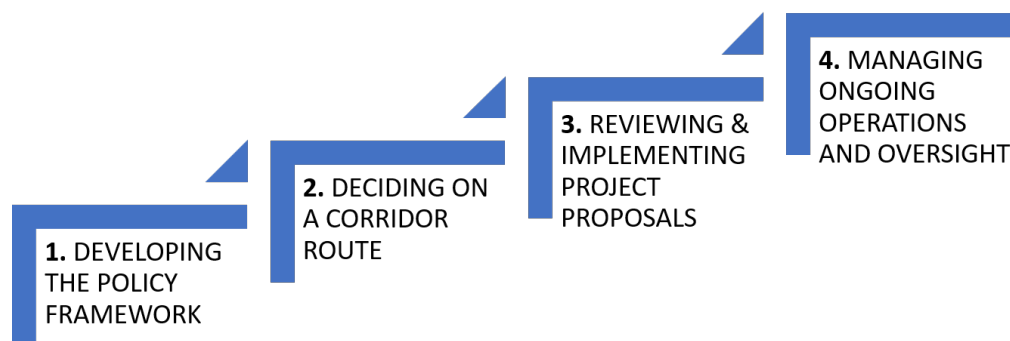 1. DEVELOPING
THE POLICY
FRAMEWORK
2. DECIDING ON
A CORRIDOR
ROUTE
3. REVIEWING &
IMPLEMENTING
PROJECT
PROPOSALS
4. MANAGING
ONGOING
OPERATIONS
AND OVERSIGHT